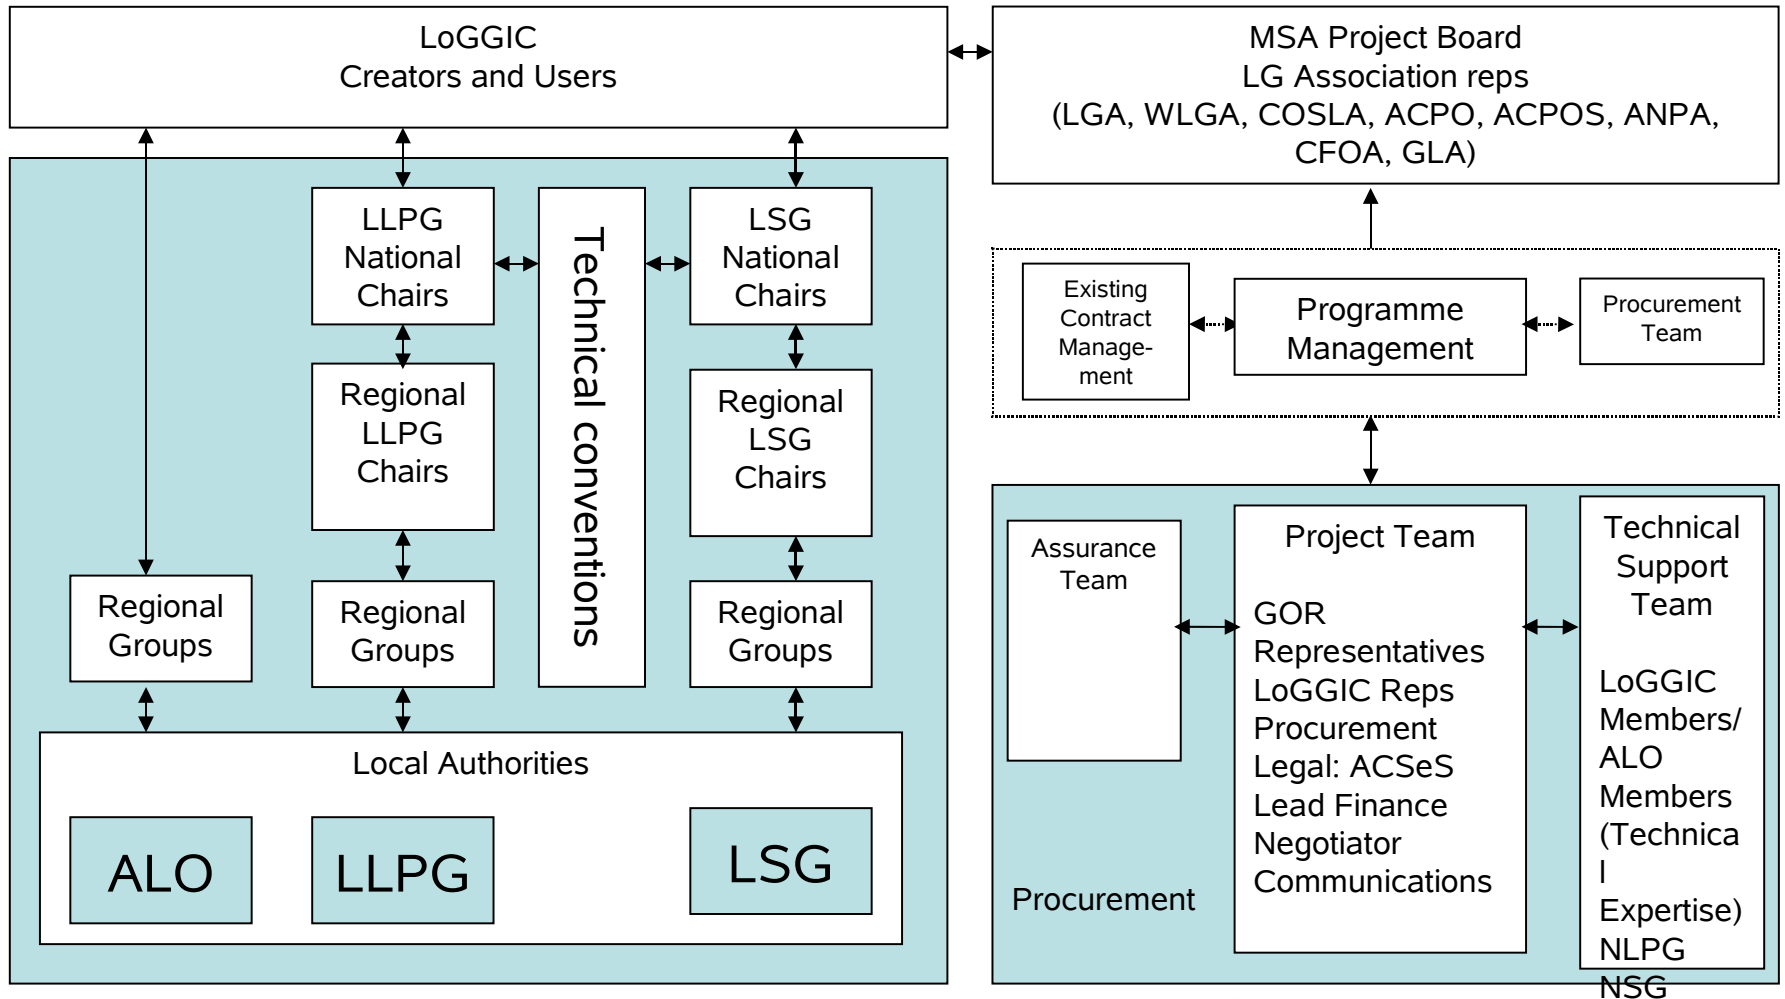 LoGGIC
Creators and Users
MSA Project Board
LG Association reps
(LGA, WLGA, COSLA, ACPO, ACPOS, ANPA,
CFOA, GLA)
LLPG
National
Chairs
Technical conventions
LSG
National
Chairs
Regional
LLPG
Chairs
Regional
LSG
Chairs
Regional
Groups
Regional
Groups
Regional
Groups
Local Authorities
ALO
LLPG
LSG
Existing
Contract
Manage-
ment
Programme
Management
Procurement
Team
Assurance
Team
Procurement
Project Team
GOR
Representatives
LoGGIC Reps
Procurement
Legal: ACSeS
Lead Finance
Negotiator
Communications
Technical
Support
Team
LoGGIC
Members/
ALO
Members
(Technica
l
Expertise)
NLPG
NSG